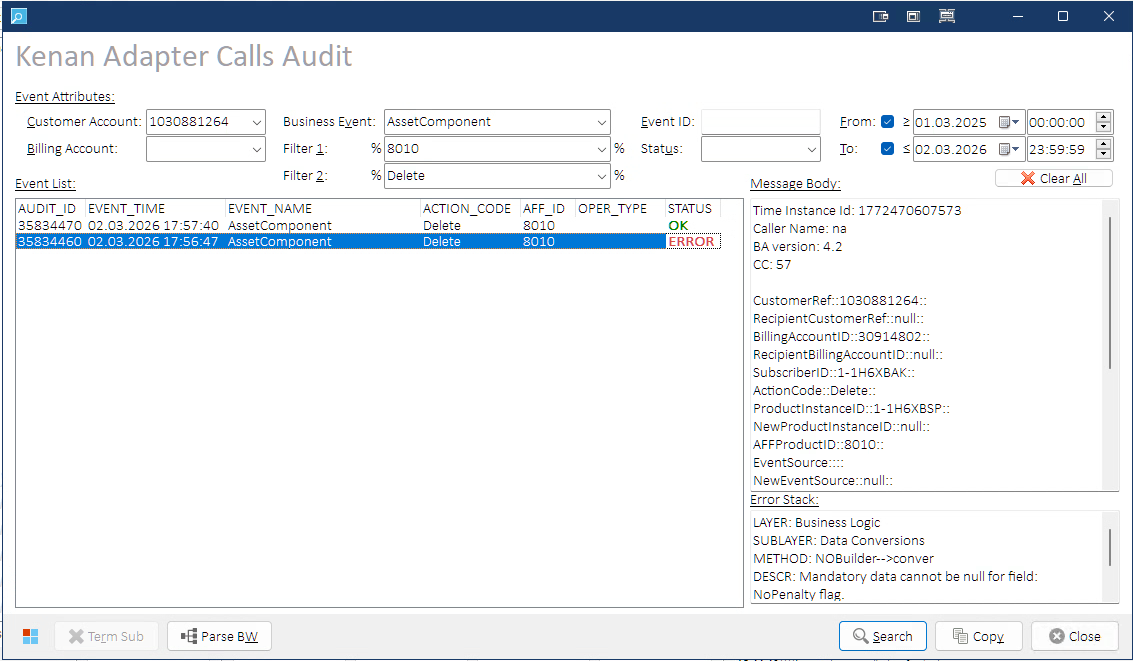 Kenan Adapter Calls Audit
Event Attributes:
Customer Account: 1030881264 Business Event: AssetComponent Event ID: From: ≥ 01.03.2025 00:00:00
Billing Account: Filter 1: % 8010 % Status: To: ≤ 02.03.2026 23:59:59
Filter 2: % Delete %
Clear All
Event List:
AUDIT_ID EVENT_TIME EVENT_NAME ACTION_CODE AFF_ID OPER_TYPE STATUS
35834470 02.03.2026 17:57:40 AssetComponent Delete 8010 OK
35834460 02.03.2026 17:56:47 AssetComponent Delete 8010 ERROR
Message Body:
Time Instance Id: 1772470607573
Caller Name: na
BA version: 4.2
CC: 57
CustomerRef::1030881264::
RecipientCustomerRef::null::
BillingAccountID::30914802::
RecipientBillingAccountID::null::
SubscriberID::1-1H6XBAK::
ActionCode::Delete::
ProductInstanceID::1-1H6XBSP::
NewProductInstanceID::null::
AFFProductID::8010::
EventSource::::
NewEventSource::null::
Error Stack:
LAYER: Business Logic
SUBLAYER: Data Conversions
METHOD: NOBuilder-->conver
DESCR: Mandatory data cannot be null for field:
NoPenalty flag.
Term Sub Parse BW Search Copy Close